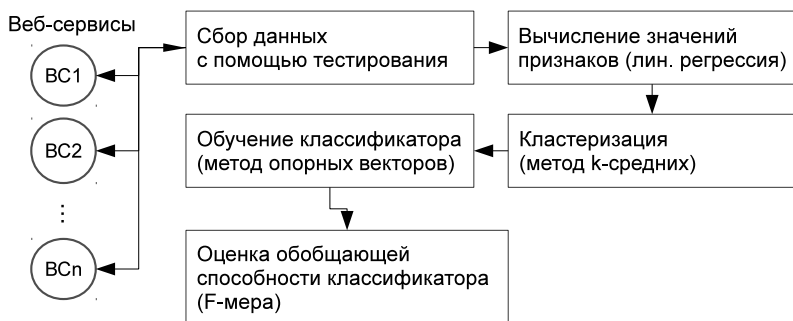 Веб-сервисы
ВС1
ВС2
...
ВСn
Сбор данных
с помощью тестирования
Вычисление значений
признаков (лин. регрессия)
Обучение классификатора
(метод опорных векторов)
Кластеризация
(метод k-средних)
Оценка обобщающей
способности классификатора
(F-мера)